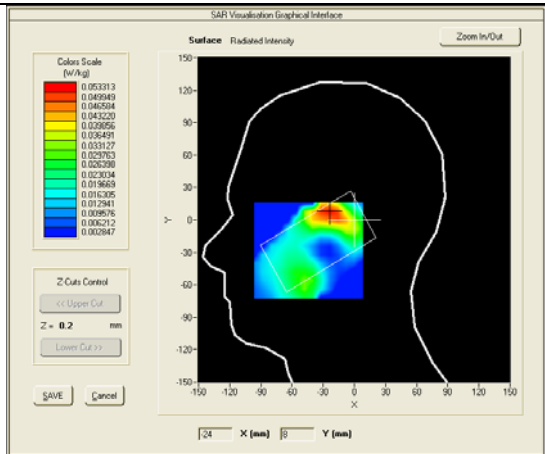 SAR Visualisation Graphical Interface
Surface Radiated Intensity
Zoom In/Out
Colors Scale
(W/kg)
0.053313
0.049949
0.046584
0.043220
0.039856
0.036491
0.033127
0.029763
0.026398
0.023034
0.019669
0.016305
0.012941
0.009576
0.006212
0.002847
Z Cuts Control
<< Upper Cut
Z = 0.2 mm
Lower Cut >>
SAVE Cancel
150-
120-
90-
60-
30-
Y 0-
-30-
-60-
-90-
-120-
-150-
-150 -120 -90 -60 -30 0 30 60 90 120 150
X
-24 X (mm) 8 Y (mm)